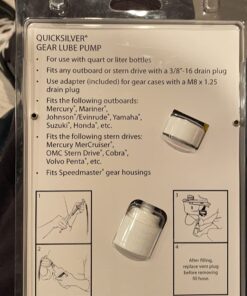 QUICKSILVER®
GEAR LUBE PUMP
• For use with quart or liter bottles
• Fits any outboard or stern drive with a 3/8"-16 drain plug
• Use adapter (included) for gear cases with a M8 x 1.25
drain plug
• Fits the following outboards:
Mercury®, Mariner®,
Johnson®/Evinrude®, Yamaha®,
Suzuki®, Honda®, etc.
• Fits the following stern drives:
Mercury MerCruiser®,
OMC Stern Drive®, Cobra®,
Volvo Penta®, etc.
• Fits Speedmaster® gear housings
1
2
3
4
After filling,
replace vent plug
before removing
fill hose.